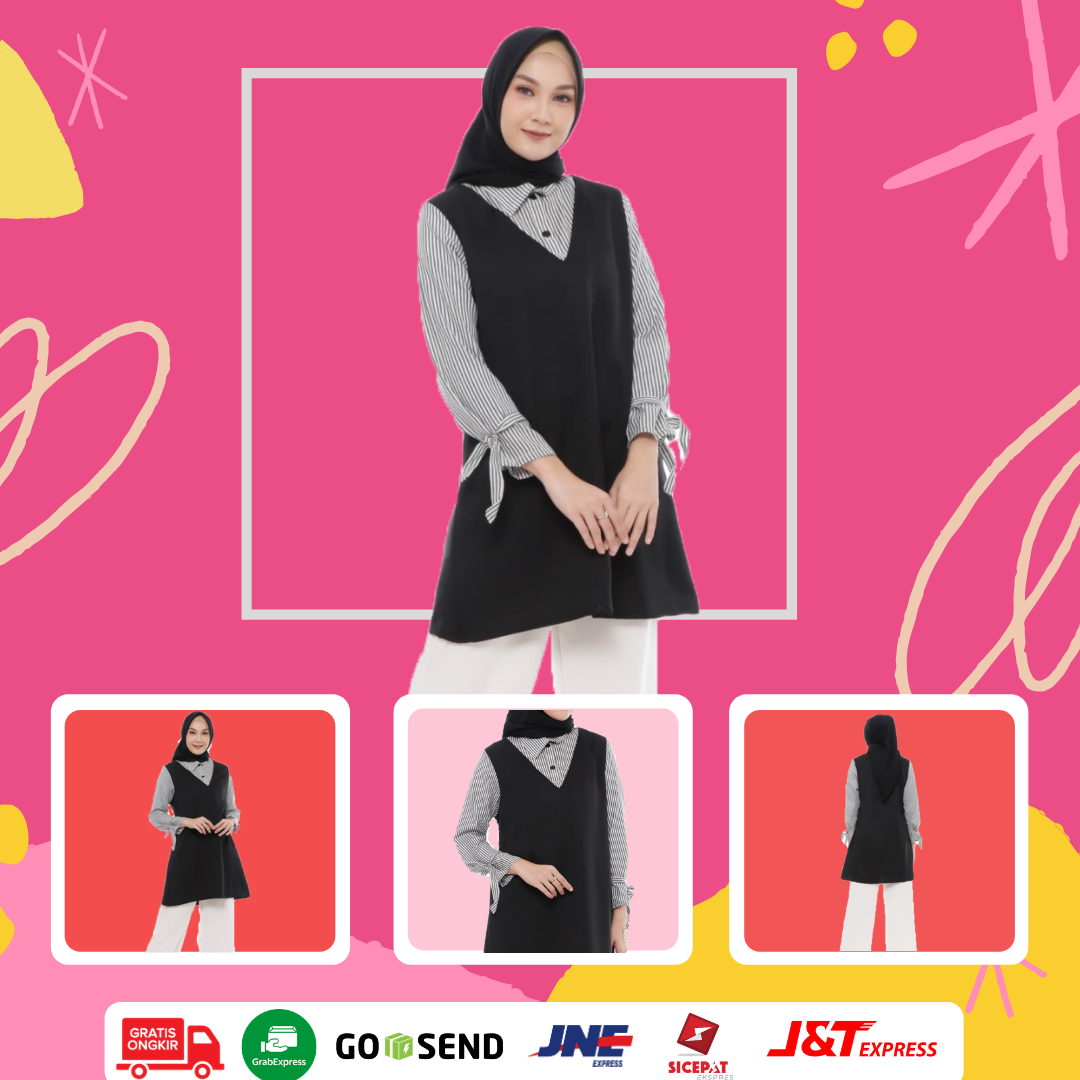 GRATIS
ONGKIR
GrabExpress
GO SEND
JNE
EXPRESS
SICEPAT
EKSPRES
J&T EXPRESS